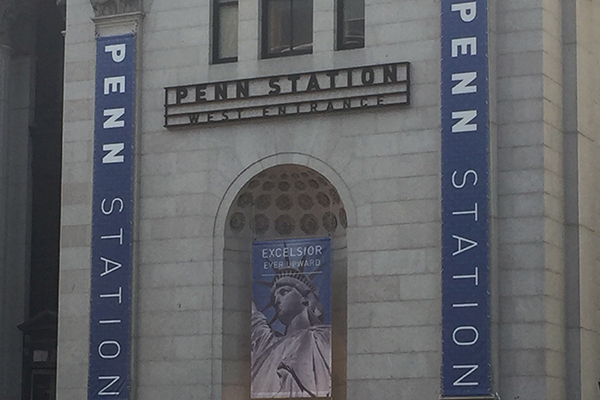 PENN STATION
PENN STATION
WEST ENTRANCE
EXCELSIOR
EVER UPWARD
PENN STATION